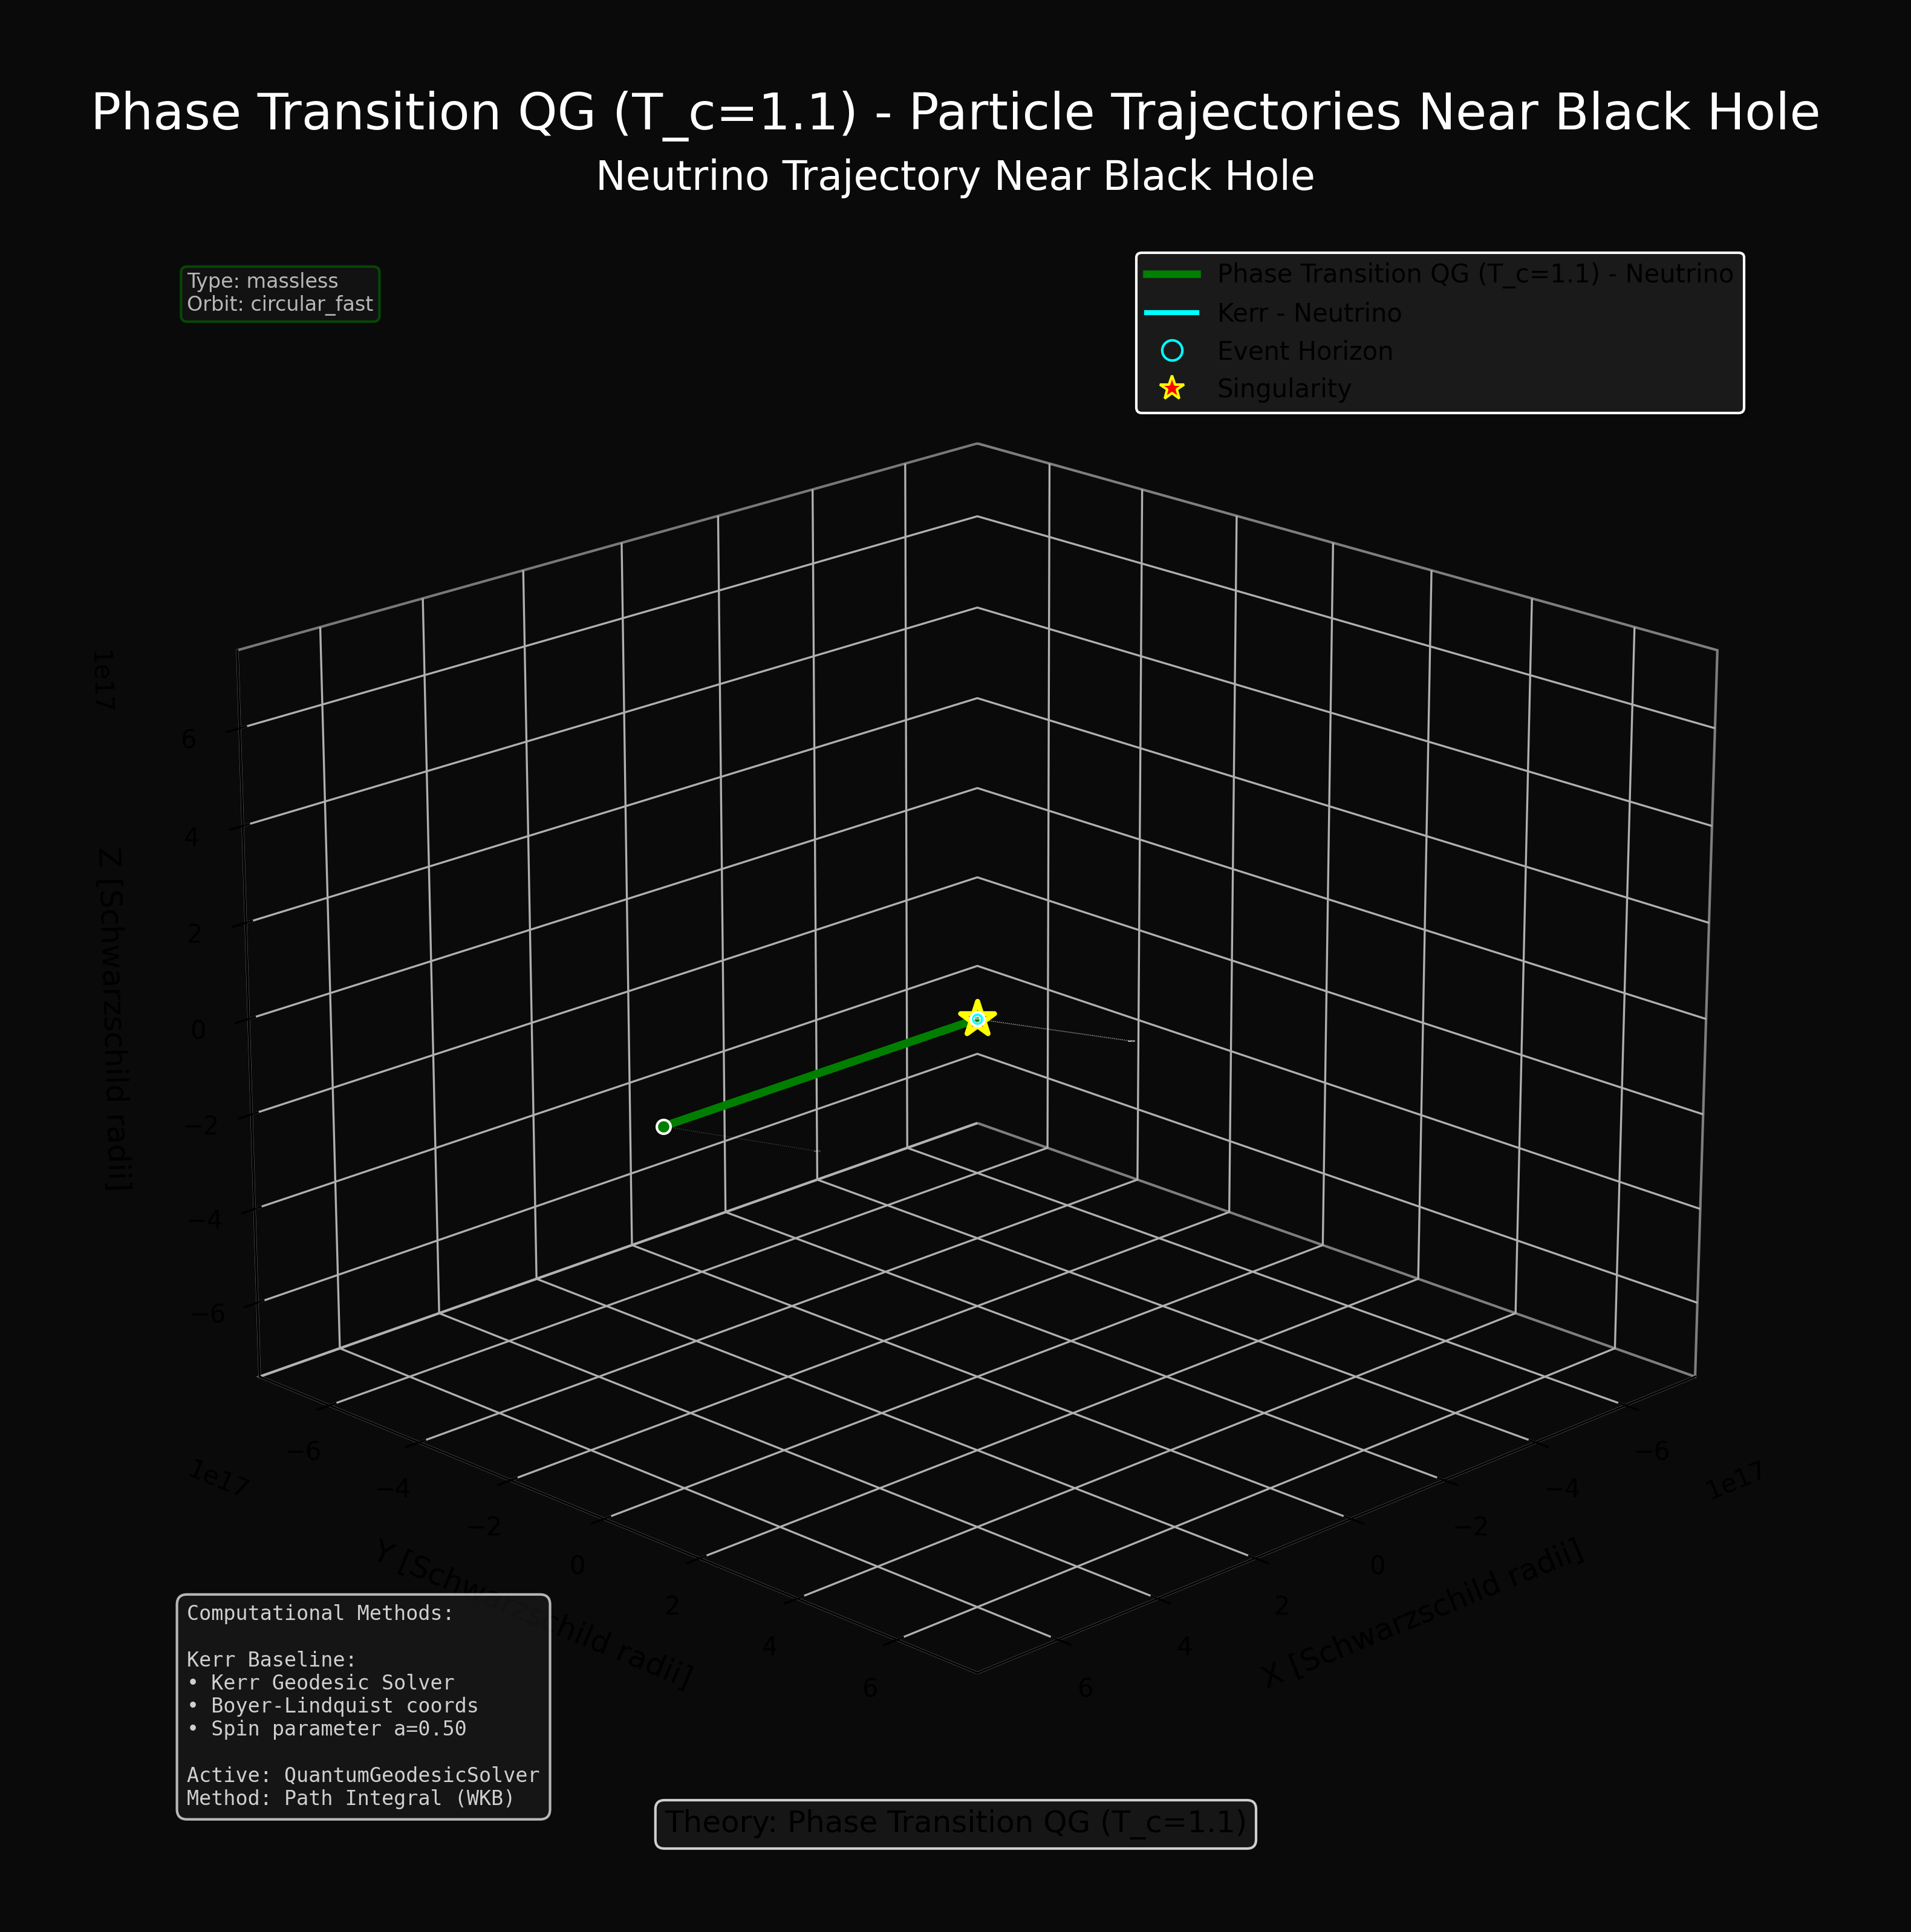 Phase Transition QG (T_c=1.1) - Particle Trajectories Near Black Hole
Neutrino Trajectory Near Black Hole
Type: massless
Orbit: circular_fast
Phase Transition QG (T_c=1.1) - Neutrino
Kerr - Neutrino
Event Horizon
Singularity
1e17
6
4
2
0
−2
−4
−6
Z [Schwarzschild radii]
1e17
−6
−4
−2
0
2
4
6
Y [Schwarzschild radii]
6
4
2
0
−2
−4
−6
1e17
X [Schwarzschild radii]
Computational Methods:
Kerr Baseline:
• Kerr Geodesic Solver
• Boyer-Lindquist coords
• Spin parameter a=0.50
Active: QuantumGeodesicSolver
Method: Path Integral (WKB)
Theory: Phase Transition QG (T_c=1.1)